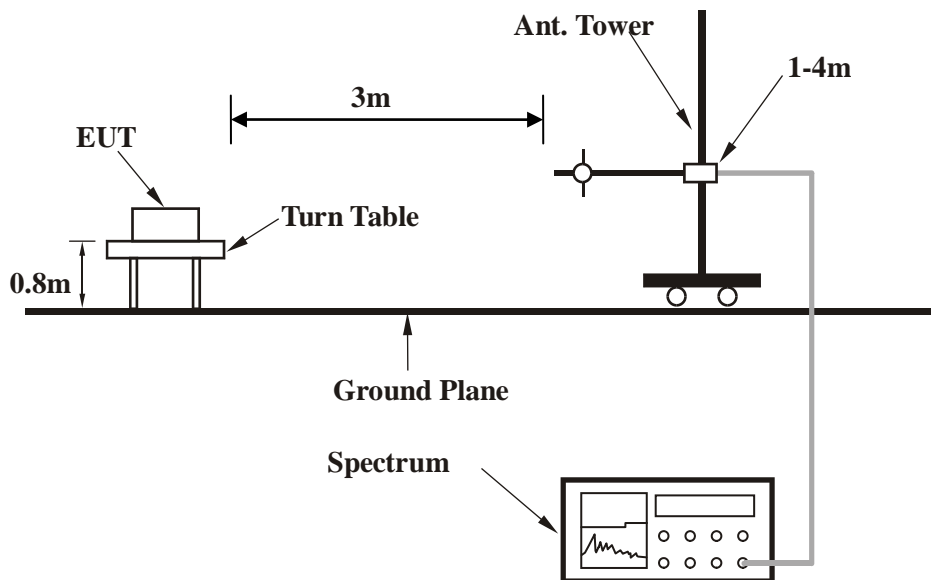 Ant. Tower
1-4m
3m
EUT
Turn Table
0.8m
Ground Plane
Spectrum